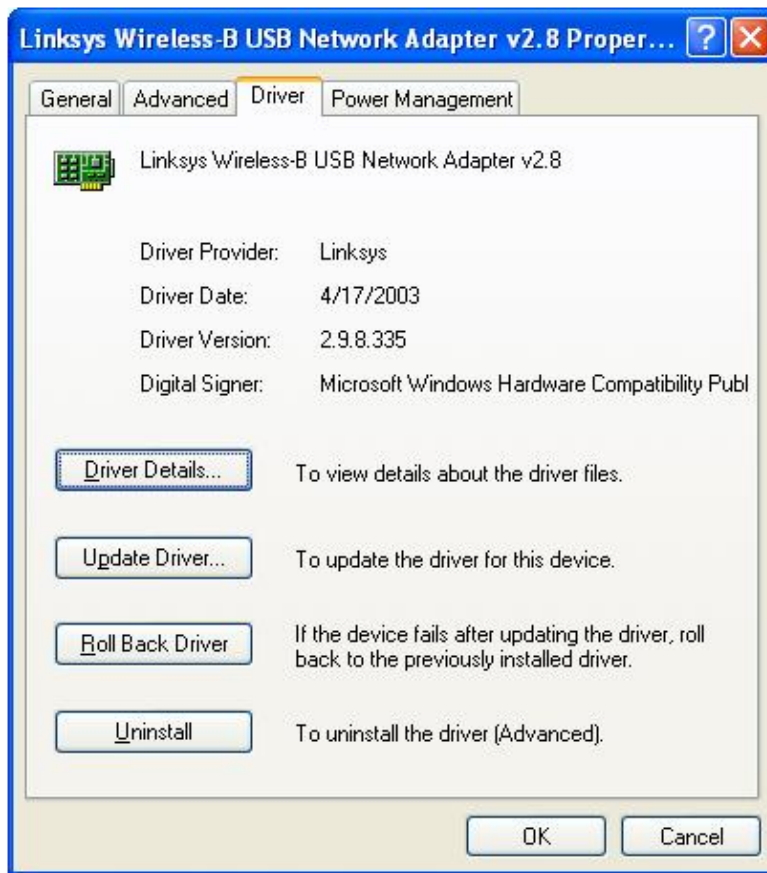 Linksys Wireless-B USB Network Adapter v2.8 Proper...
General Advanced Driver Power Management
Linksys Wireless-B USB Network Adapter v2.8
Driver Provider: Linksys
Driver Date: 4/17/2003
Driver Version: 2.9.8.335
Digital Signer: Microsoft Windows Hardware Compatibility Publ
Driver Details... To view details about the driver files.
Update Driver... To update the driver for this device.
Roll Back Driver If the device fails after updating the driver, roll
back to the previously installed driver.
Uninstall To uninstall the driver (Advanced).
OK Cancel